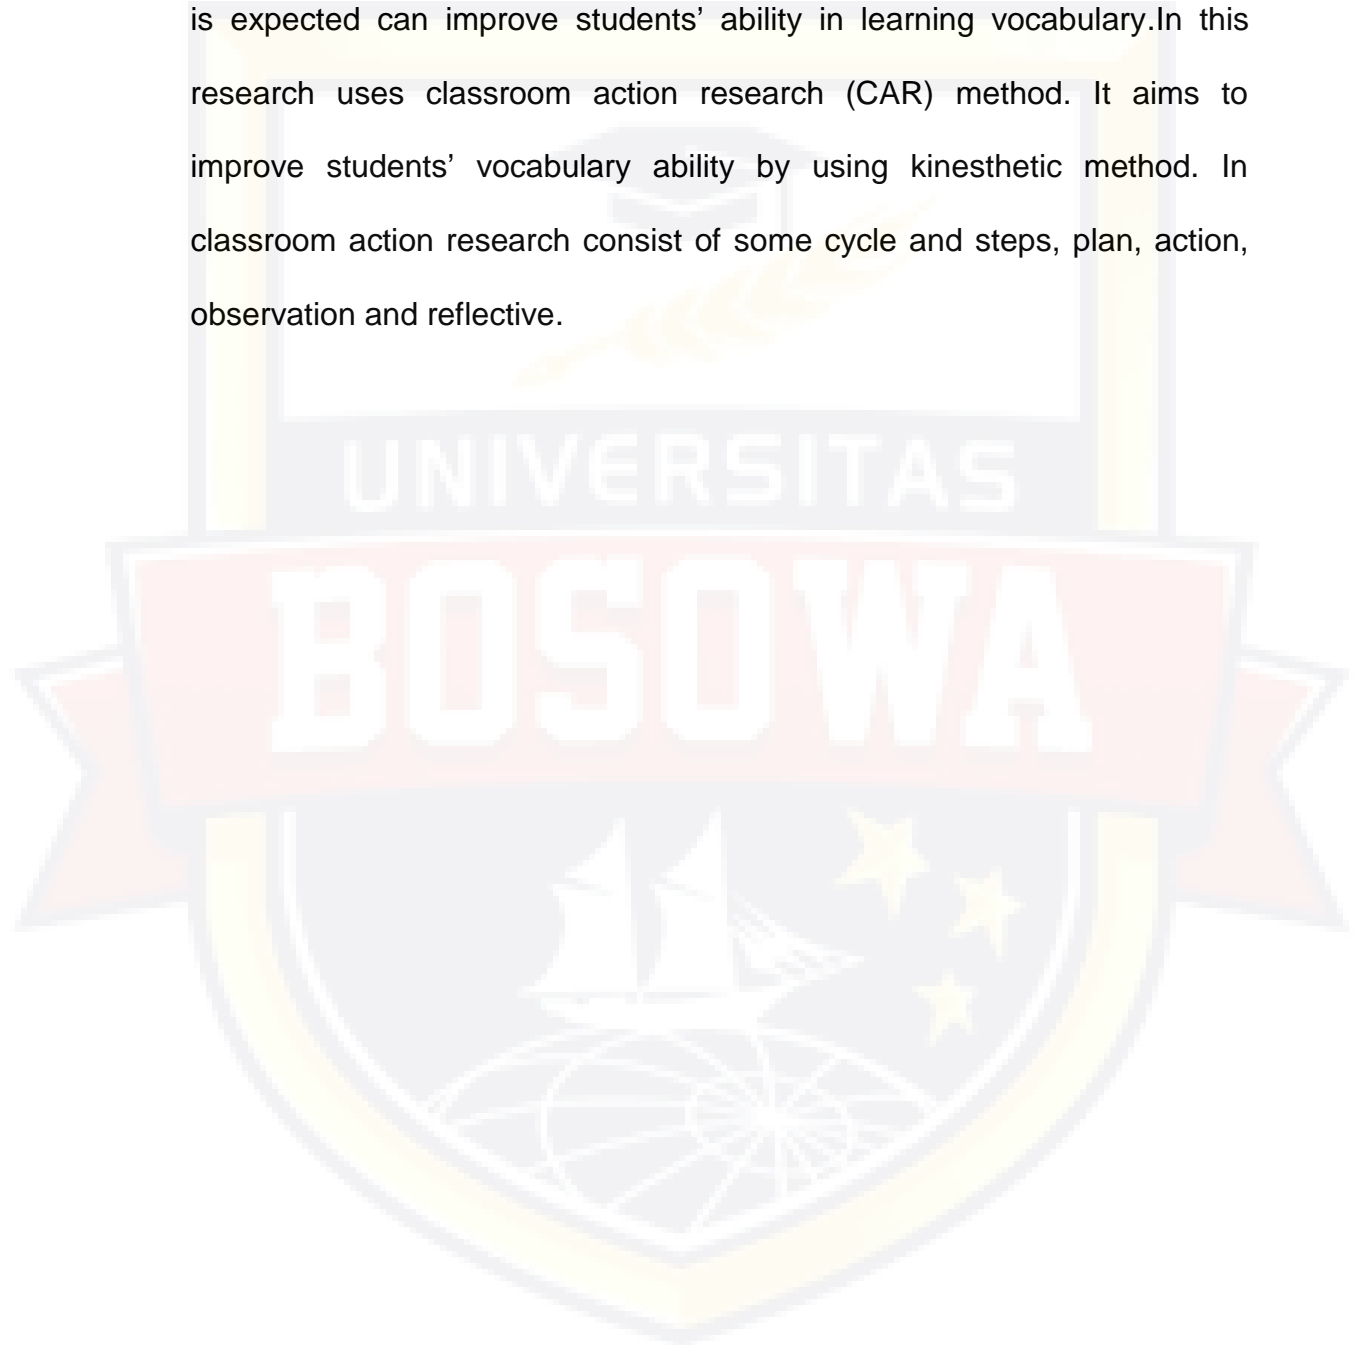 is expected can improve students’ ability in learning vocabulary.In this
research uses classroom action research (CAR) method. It aims to
improve students’ vocabulary ability by using kinesthetic method. In
classroom action research consist of some cycle and steps, plan, action,
observation and reflective.
UNIVERSITAS
BOSOWA